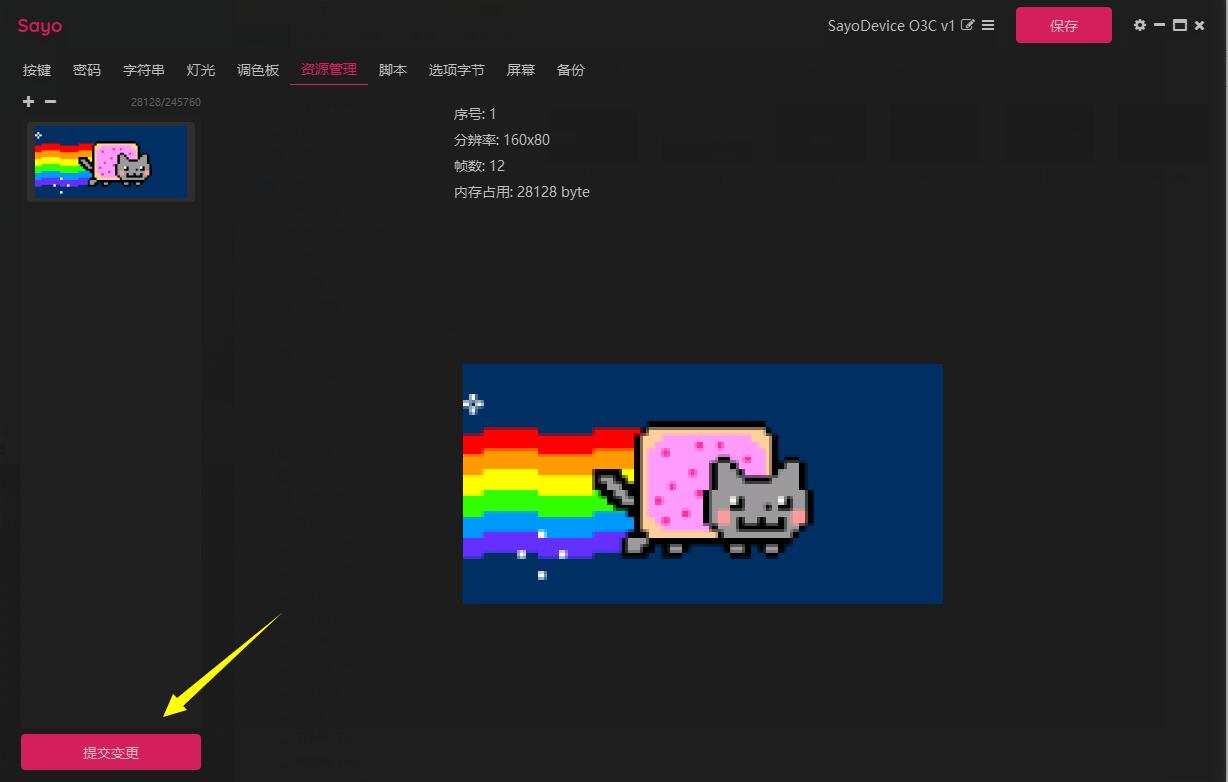 Sayo
SayoDevice O3C v1
保存
按键 密码 字符串 灯光 调色板 资源管理 脚本 选项字节 屏幕 备份
28128/245760
序号: 1
分辨率: 160x80
帧数: 12
内存占用: 28128 byte
提交变更